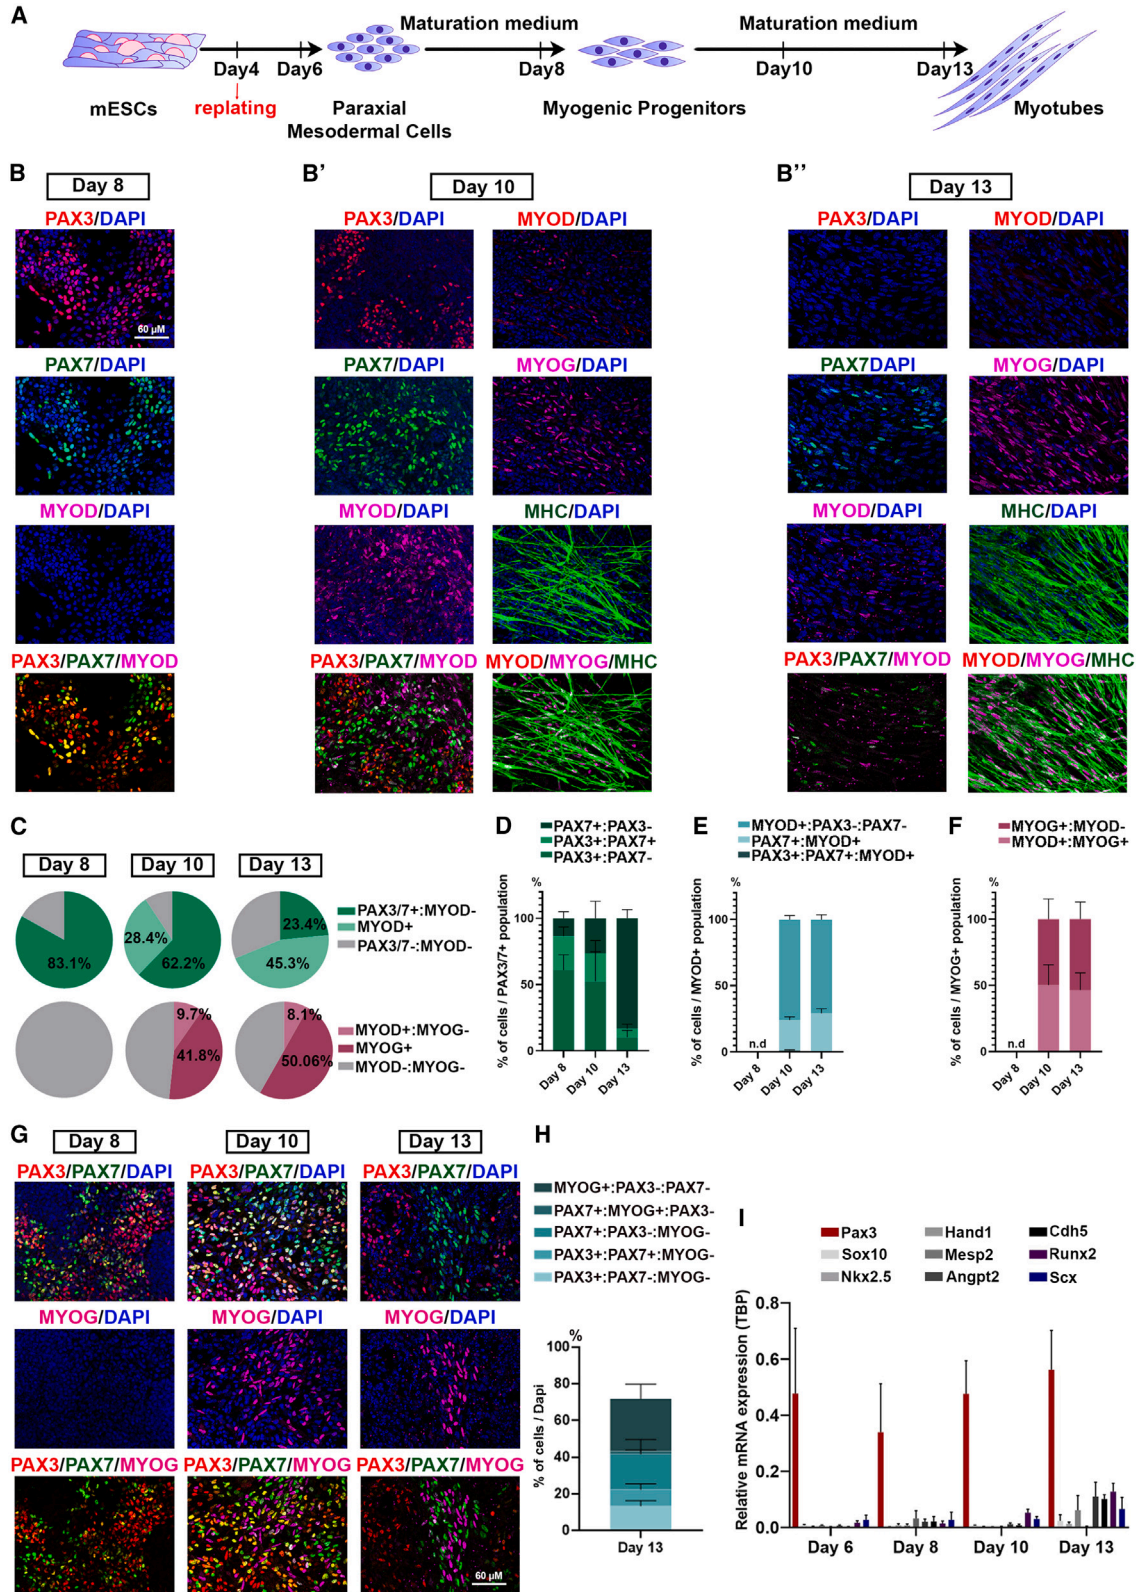 A
Maturation medium
Maturation medium
Day4
Day6
Day8
Day10
Day13
mESCs
replating
Paraxial
Mesodermal Cells
Myogenic Progenitors
Myotubes
B
Day 8
PAX3/DAPI
60 µM
PAX7/DAPI
MYOD/DAPI
PAX3/PAX7/MYOD
B'
Day 10
PAX3/DAPI
MYOD/DAPI
PAX7/DAPI
MYOG/DAPI
MYOD/DAPI
MHC/DAPI
PAX3/PAX7/MYOD
MYOD/MYOG/MHC
B''
Day 13
PAX3/DAPI
MYOD/DAPI
PAX7DAPI
MYOG/DAPI
MYOD/DAPI
MHC/DAPI
PAX3/PAX7/MYOD
MYOD/MYOG/MHC
C
Day 8
Day 10
Day 13
83.1%
28.4%
62.2%
23.4%
45.3%
PAX3/7+:MYOD-
MYOD+
PAX3/7-:MYOD-
9.7%
41.8%
8.1%
50.06%
MYOD+:MYOG-
MYOG+
MYOD-:MYOG-
D
PAX7+:PAX3-
PAX3+:PAX7+
PAX3+:PAX7-
%
% of cells / PAX3/7+ population
100
50
0
Day 8
Day 10
Day 13
E
MYOD+:PAX3-:PAX7-
PAX7+:MYOD+
PAX3+:PAX7+:MYOD+
%
% of cells / MYOD+ population
100
50
0
n.d
Day 8
Day 10
Day 13
F
MYOG+:MYOD-
MYOD+:MYOG+
%
% of cells / MYOG+ population
100
50
0
n.d
Day 8
Day 10
Day 13
G
Day 8
Day 10
Day 13
PAX3/PAX7/DAPI
PAX3/PAX7/DAPI
PAX3/PAX7/DAPI
MYOG/DAPI
MYOG/DAPI
MYOG/DAPI
PAX3/PAX7/MYOG
PAX3/PAX7/MYOG
PAX3/PAX7/MYOG
60 µM
H
MYOG+:PAX3-:PAX7-
PAX7+:MYOG+:PAX3-
PAX7+:PAX3-:MYOG-
PAX3+:PAX7+:MYOG-
PAX3+:PAX7-:MYOG-
%
% of cells / Dapi
100
80
60
40
20
0
Day 13
I
Pax3
Sox10
Nkx2.5
Hand1
Mesp2
Angpt2
Cdh5
Runx2
Scx
Relative mRNA expression (TBP)
0.8
0.6
0.4
0.2
0.0
Day 6
Day 8
Day 10
Day 13